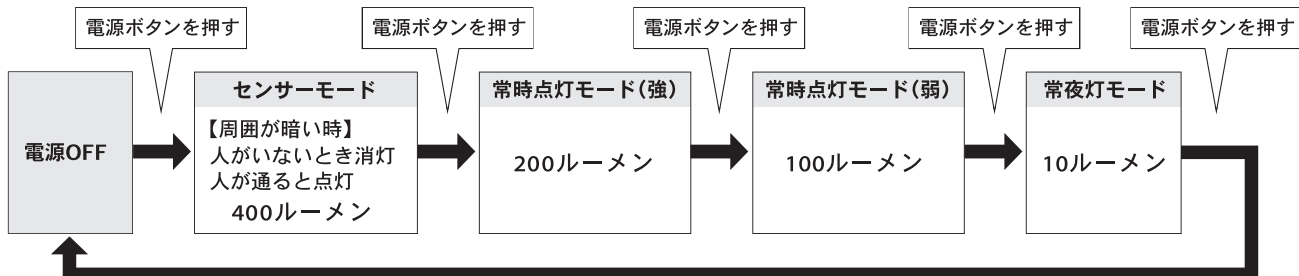 電源ボタンを押す
電源ボタンを押す
電源ボタンを押す
電源ボタンを押す
電源ボタンを押す
電源OFF
センサーモード
【周囲が暗い時】
人がいないとき消灯
人が通ると点灯
400ルーメン
常時点灯モード(強)
200ルーメン
常時点灯モード(弱)
100ルーメン
常夜灯モード
10ルーメン